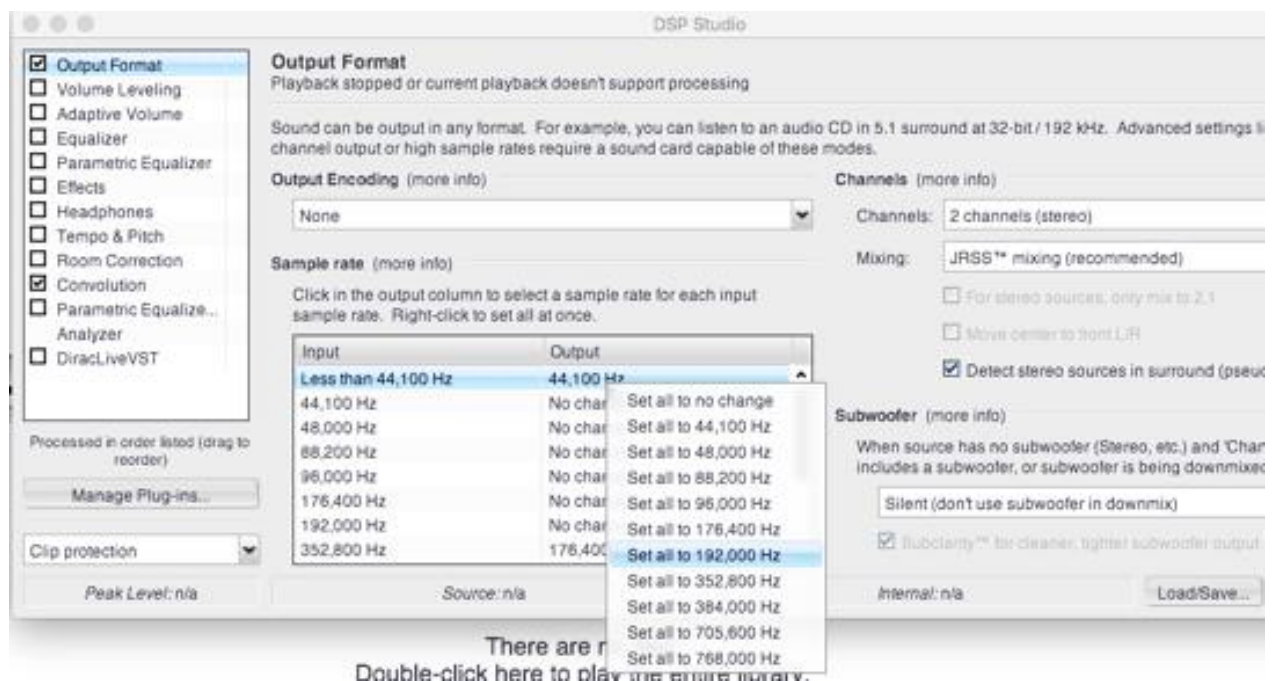 DSP Studio
Output Format
Volume Leveling
Adaptive Volume
Equalizer
Parametric Equalizer
Effects
Headphones
Tempo & Pitch
Room Correction
Convolution
Parametric Equalize...
Analyzer
DiracLiveVST
Processed in order listed (drag to
reorder)
Manage Plug-ins...
Clip protection
Peak Level: n/a
Output Format
Playback stopped or current playback doesn't support processing
Sound can be output in any format. For example, you can listen to an audio CD in 5.1 surround at 32-bit / 192 kHz. Advanced settings
channel output or high sample rates require a sound card capable of these modes.
Output Encoding (more info)
None
Sample rate (more info)
Click in the output column to select a sample rate for each input
sample rate. Right-click to set all at once.
Input Output
Less than 44,100 Hz 44,100 Hz
44,100 Hz No
48,000 Hz No
88,200 Hz No
96,000 Hz No
176,400 Hz No
192,000 Hz No
352,800 Hz 176,400
Set all to no change
Set all to 44,100 Hz
Set all to 48,000 Hz
Set all to 88,200 Hz
Set all to 96,000 Hz
Set all to 176,400 Hz
Set all to 192,000 Hz
Set all to 352,800 Hz
Set all to 384,000 Hz
Set all to 705,600 Hz
Set all to 768,000 Hz
Channels (more info)
Channels: 2 channels (stereo)
Mixing: JRSS™ mixing (recommended)
For stereo sources, only mix to 2.1
Move center to front L/R
Detect stereo sources in surround (pseud
Subwoofer (more info)
When source has no subwoofer (Stereo, etc.) and 'Chan
includes a subwoofer, or subwoofer is being downmixed
Silent (don't use subwoofer in downmix)
Subclarity™ for cleaner, tighter subwoofer output
Source: n/a
Internal: n/a
Load/Save...
There are
Double-click here to play the entire library.